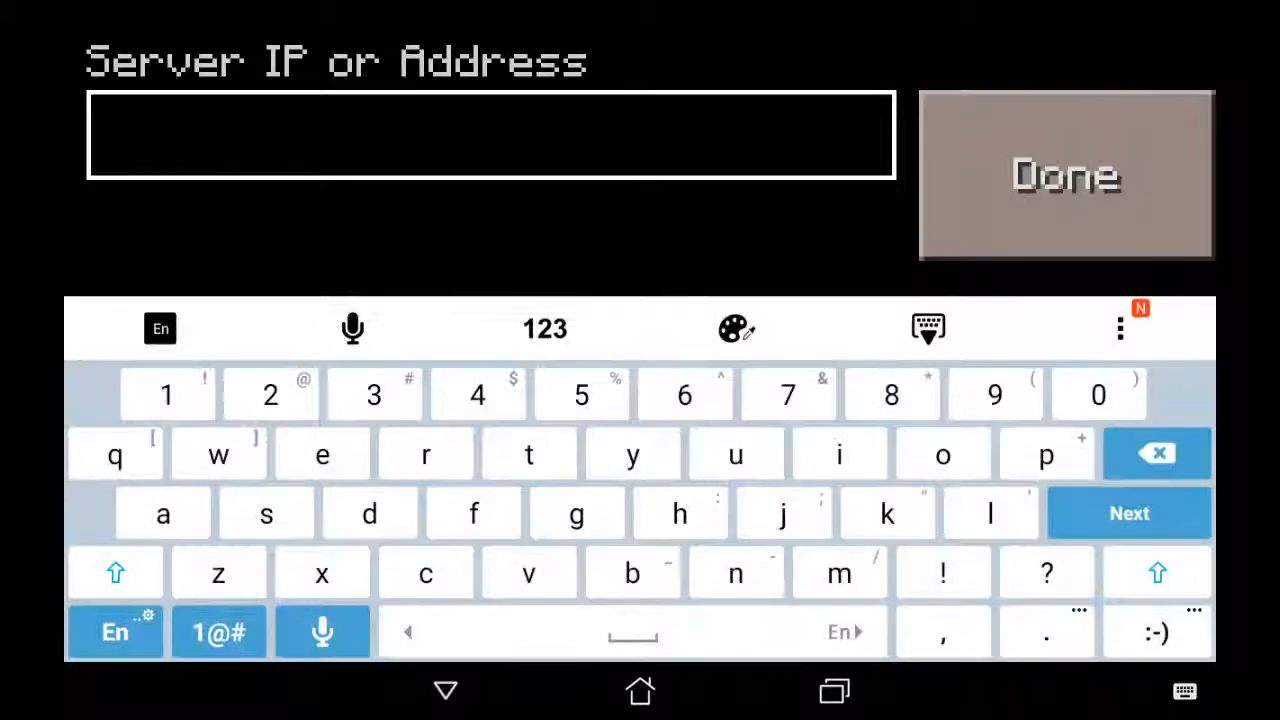 Server IP or Address
Done
En 123 N
1 ! 2 @ 3 # 4 $ 5 % 6 ^ 7 & 8 * 9 ( 0 )
q [ w ] e r t y u i o p +
a s d f g h : j ; k " l ' Next
z x c v b _ n - m / ! ?
En 1@# En , . ... :-) ...